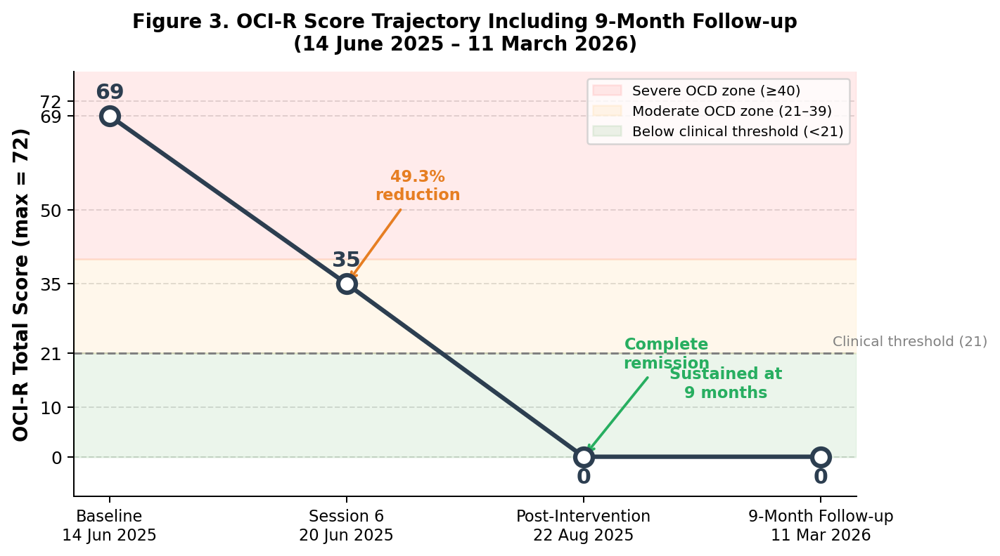 Figure 3. OCI-R Score Trajectory Including 9-Month Follow-up
(14 June 2025 – 11 March 2026)
OCI-R Total Score (max = 72)
72
69
50
35
21
10
0
69
35
0
0
49.3%
reduction
Complete
remission
Sustained at
9 months
Clinical threshold (21)
Severe OCD zone (≥40)
Moderate OCD zone (21–39)
Below clinical threshold (<21)
Baseline
14 Jun 2025
Session 6
20 Jun 2025
Post-Intervention
22 Aug 2025
9-Month Follow-up
11 Mar 2026